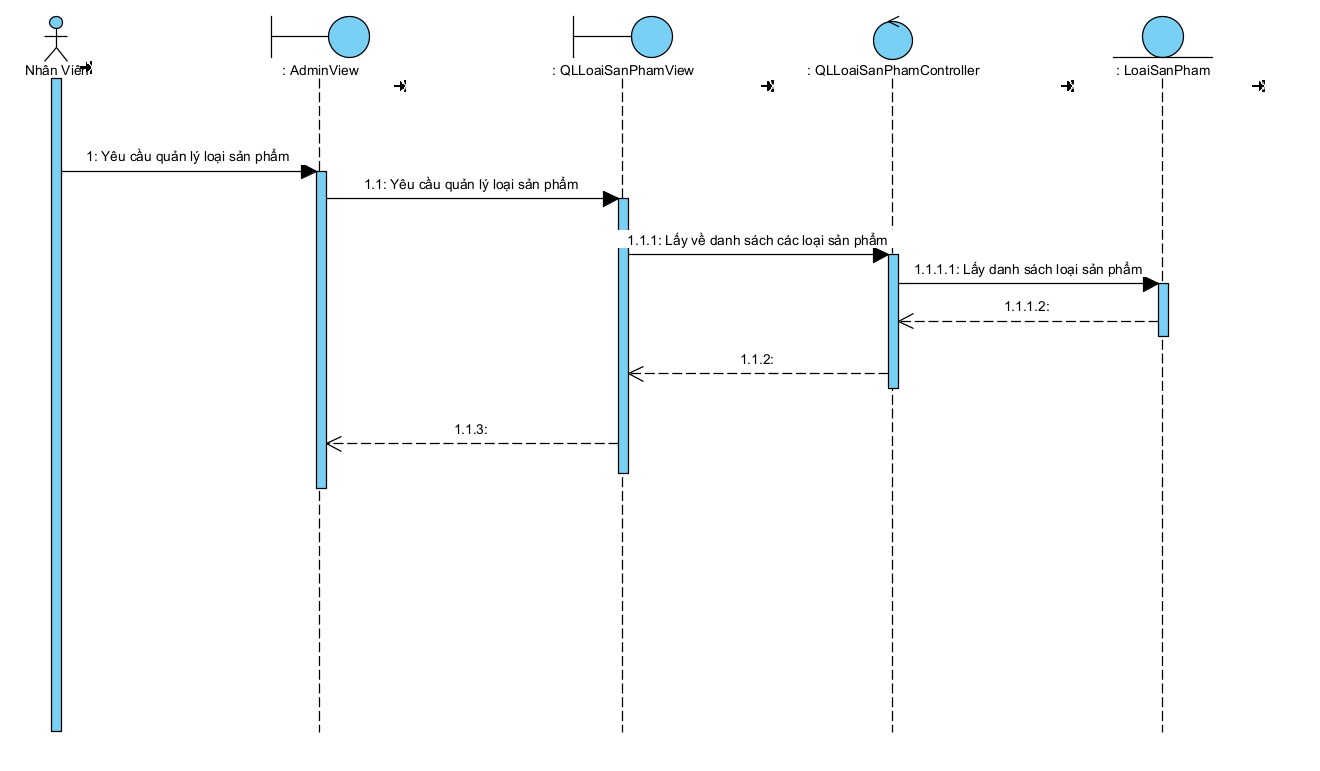 Nhân Viên
: AdminView
: QLLoaiSanPhamView
: QLLoaiSanPhamController
: LoaiSanPham
1: Yêu cầu quản lý loại sản phẩm
1.1: Yêu cầu quản lý loại sản phẩm
1.1.1: Lấy về danh sách các loại sản phẩm
1.1.1.1: Lấy danh sách loại sản phẩm
1.1.1.2:
1.1.2:
1.1.3: